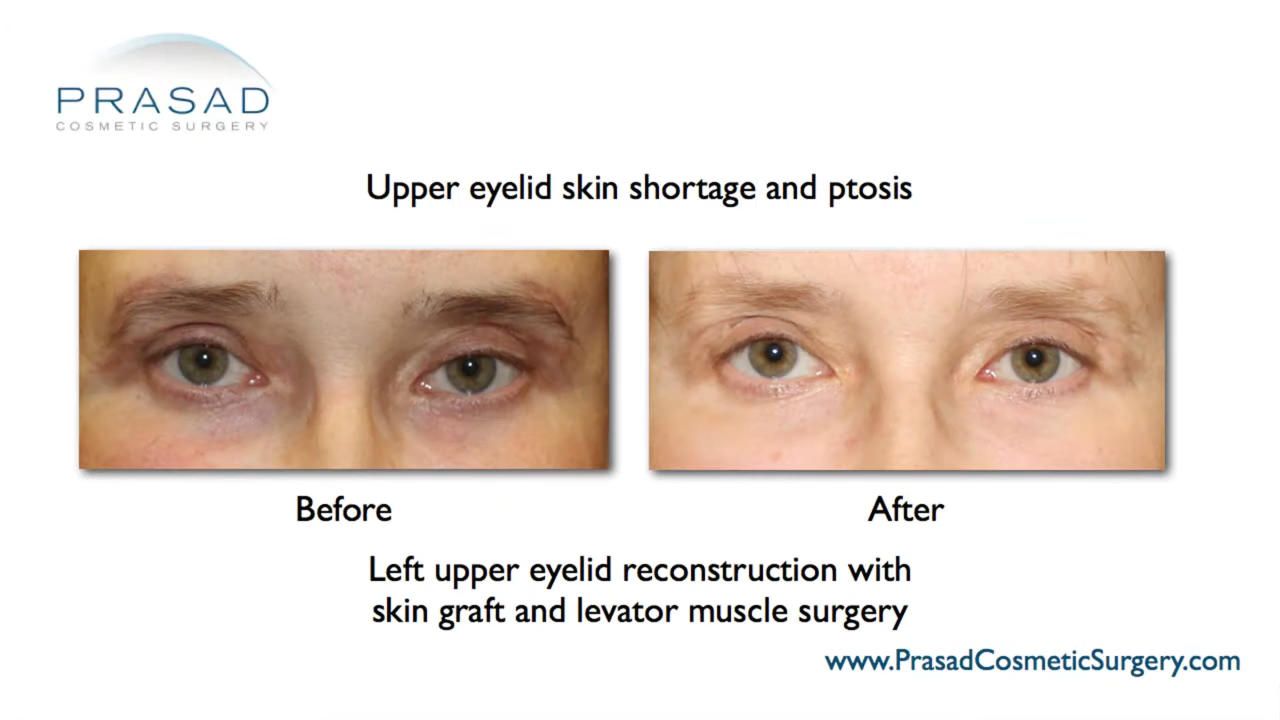 PRASAD
COSMETIC SURGERY
Upper eyelid skin shortage and ptosis
Before
After
Left upper eyelid reconstruction with
skin graft and levator muscle surgery
www.PrasadCosmeticSurgery.com